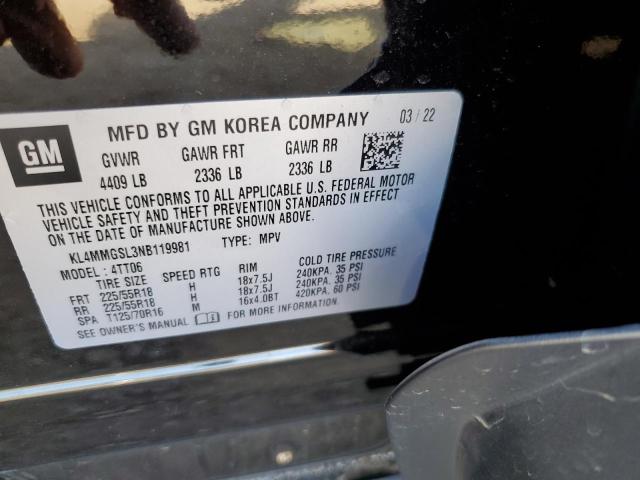 GM
MFD BY GM KOREA COMPANY 03 / 22
GVWR GAWR FRT GAWR RR
4409 LB 2336 LB 2336 LB
THIS VEHICLE CONFORMS TO ALL APPLICABLE U.S. FEDERAL MOTOR
VEHICLE SAFETY AND THEFT PREVENTION STANDARDS IN EFFECT
ON THE DATE OF MANUFACTURE SHOWN ABOVE.
KL4MMGSL3NB119981 TYPE: MPV
MODEL: 4TT06
TIRE SIZE SPEED RTG RIM COLD TIRE PRESSURE
FRT 225/55R18 H 18x7.5J 240KPA. 35 PSI
RR 225/55R18 H 18x7.5J 240KPA. 35 PSI
SPA T125/70R16 M 16x4.0BT 420KPA. 60 PSI
SEE OWNER'S MANUAL FOR MORE INFORMATION.